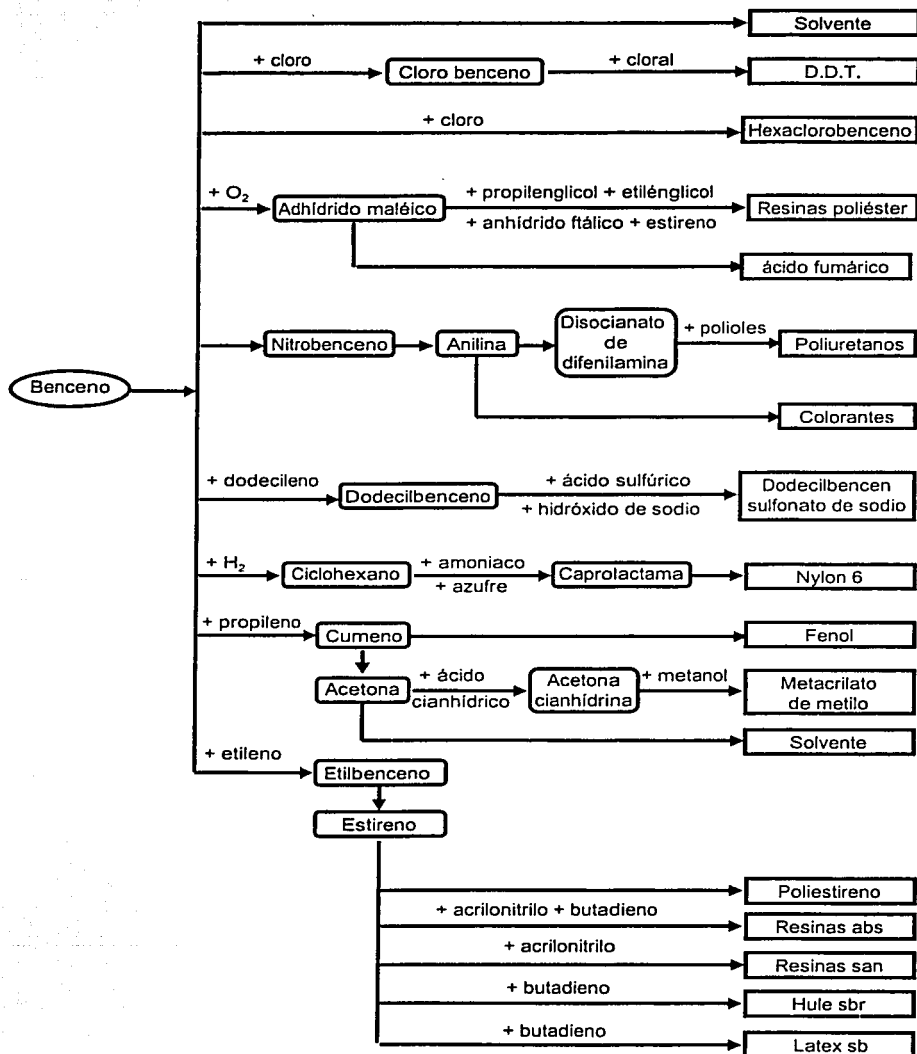 Solvente
+ cloro
Cloro benceno
+ cloral
D.D.T.
+ cloro
Hexaclorobenceno
+ O₂
Adhídrido maléico
+ propilenglicol + etilénglicol
+ anhídrido ftálico + estireno
Resinas poliéster
ácido fumárico
Nitrobenceno
Anilina
Disocianato
de
difenilamina
+ polioles
Poliuretanos
Benceno
Colorantes
+ dodecileno
Dodecilbenceno
+ ácido sulfúrico
+ hidróxido de sodio
Dodecilbencen
sulfonato de sodio
+ H₂
Ciclohexano
+ amoniaco
+ azufre
Caprolactama
Nylon 6
+ propileno
Cumeno
Fenol
Acetona
+ ácido
cianhídrico
Acetona
cianhídrina
+ metanol
Metacrilato
de metilo
Solvente
+ etileno
Etilbenceno
Estireno
Poliestireno
+ acrilonitrilo + butadieno
Resinas abs
+ acrilonitrilo
Resinas san
+ butadieno
Hule sbr
+ butadieno
Latex sb